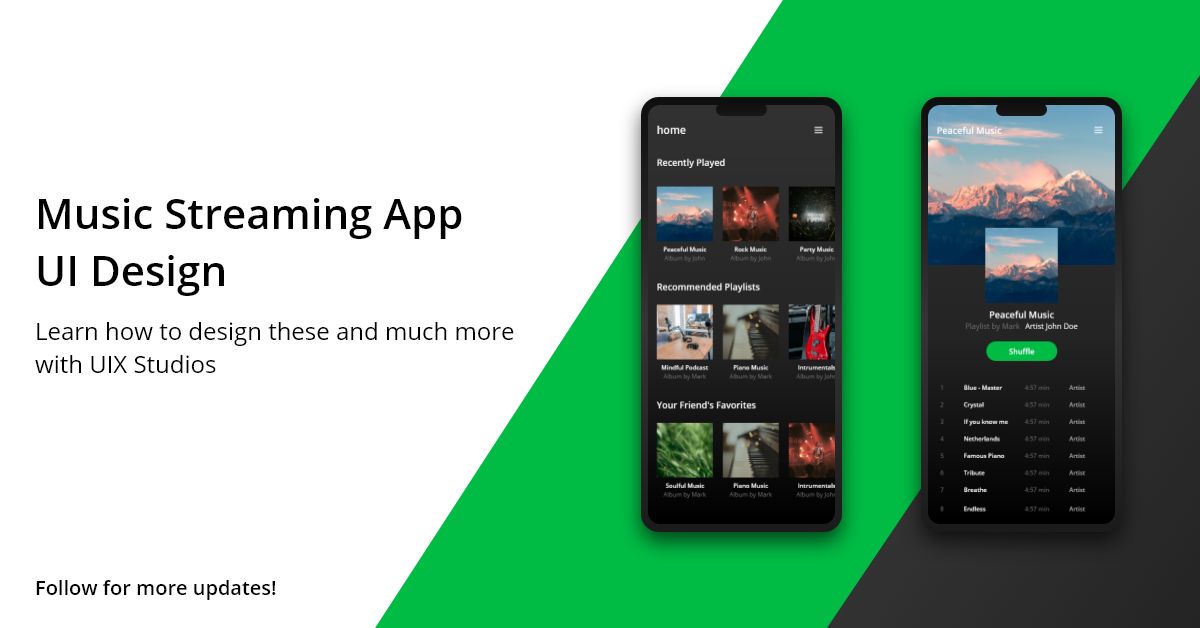 Music Streaming App
UI Design
Learn how to design these and much more
with UIX Studios
Follow for more updates!
home
Recently Played
Peaceful Music Rock Music Party Music
Album by John Album by John Album by John
Recommended Playlists
Mindful Podcast Piano Music Intrumentals
Album by Mark Album by Mark Album by John
Your Friend's Favorites
Soulful Music Piano Music Intrumentals
Album by Mark Album by Mark Album by John
Peaceful Music
Peaceful Music
Playlist by Mark Artist John Doe
Shuffle
1 Blue - Master 4:57 min Artist
2 Crystal 4:57 min Artist
3 If you know me 4:57 min Artist
4 Netherlands 4:57 min Artist
5 Famous Piano 4:57 min Artist
6 Tribute 4:57 min Artist
7 Breathe 4:57 min Artist
8 Endless 4:57 min Artist